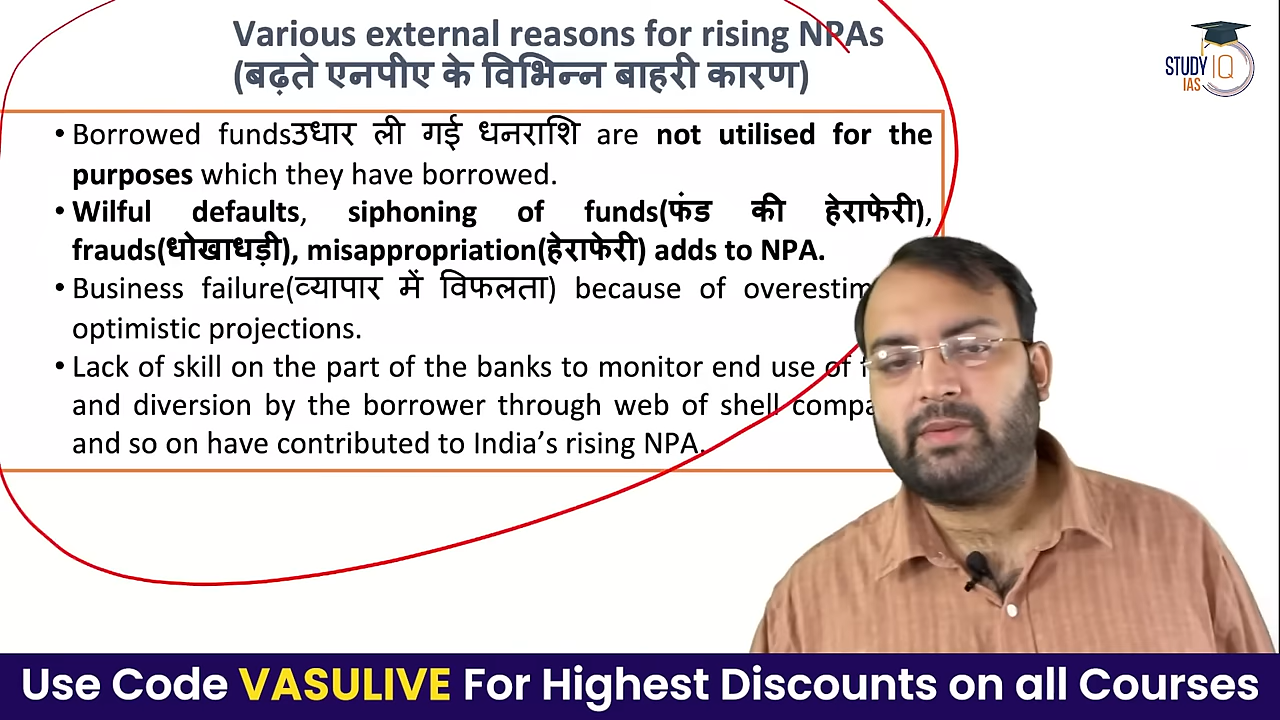 Various external reasons for rising NPAs
(बढ़ते एनपीए के विभिन्न बाहरी कारण)
STUDY IQ
IAS
• Borrowed fundsउधार ली गई धनराशि are not utilised for the
purposes which they have borrowed.
• Wilful defaults, siphoning of funds(फंड की हेराफेरी),
frauds(धोखाधड़ी), misappropriation(हेराफेरी) adds to NPA.
• Business failure(व्यापार में विफलता) because of
optimistic projections.
• Lack of skill on the part of the banks to monitor end use of
and diversion by the borrower through web of shell
and so on have contributed to India’s rising NPA.
Use Code VASULIVE For Highest Discounts on all Courses